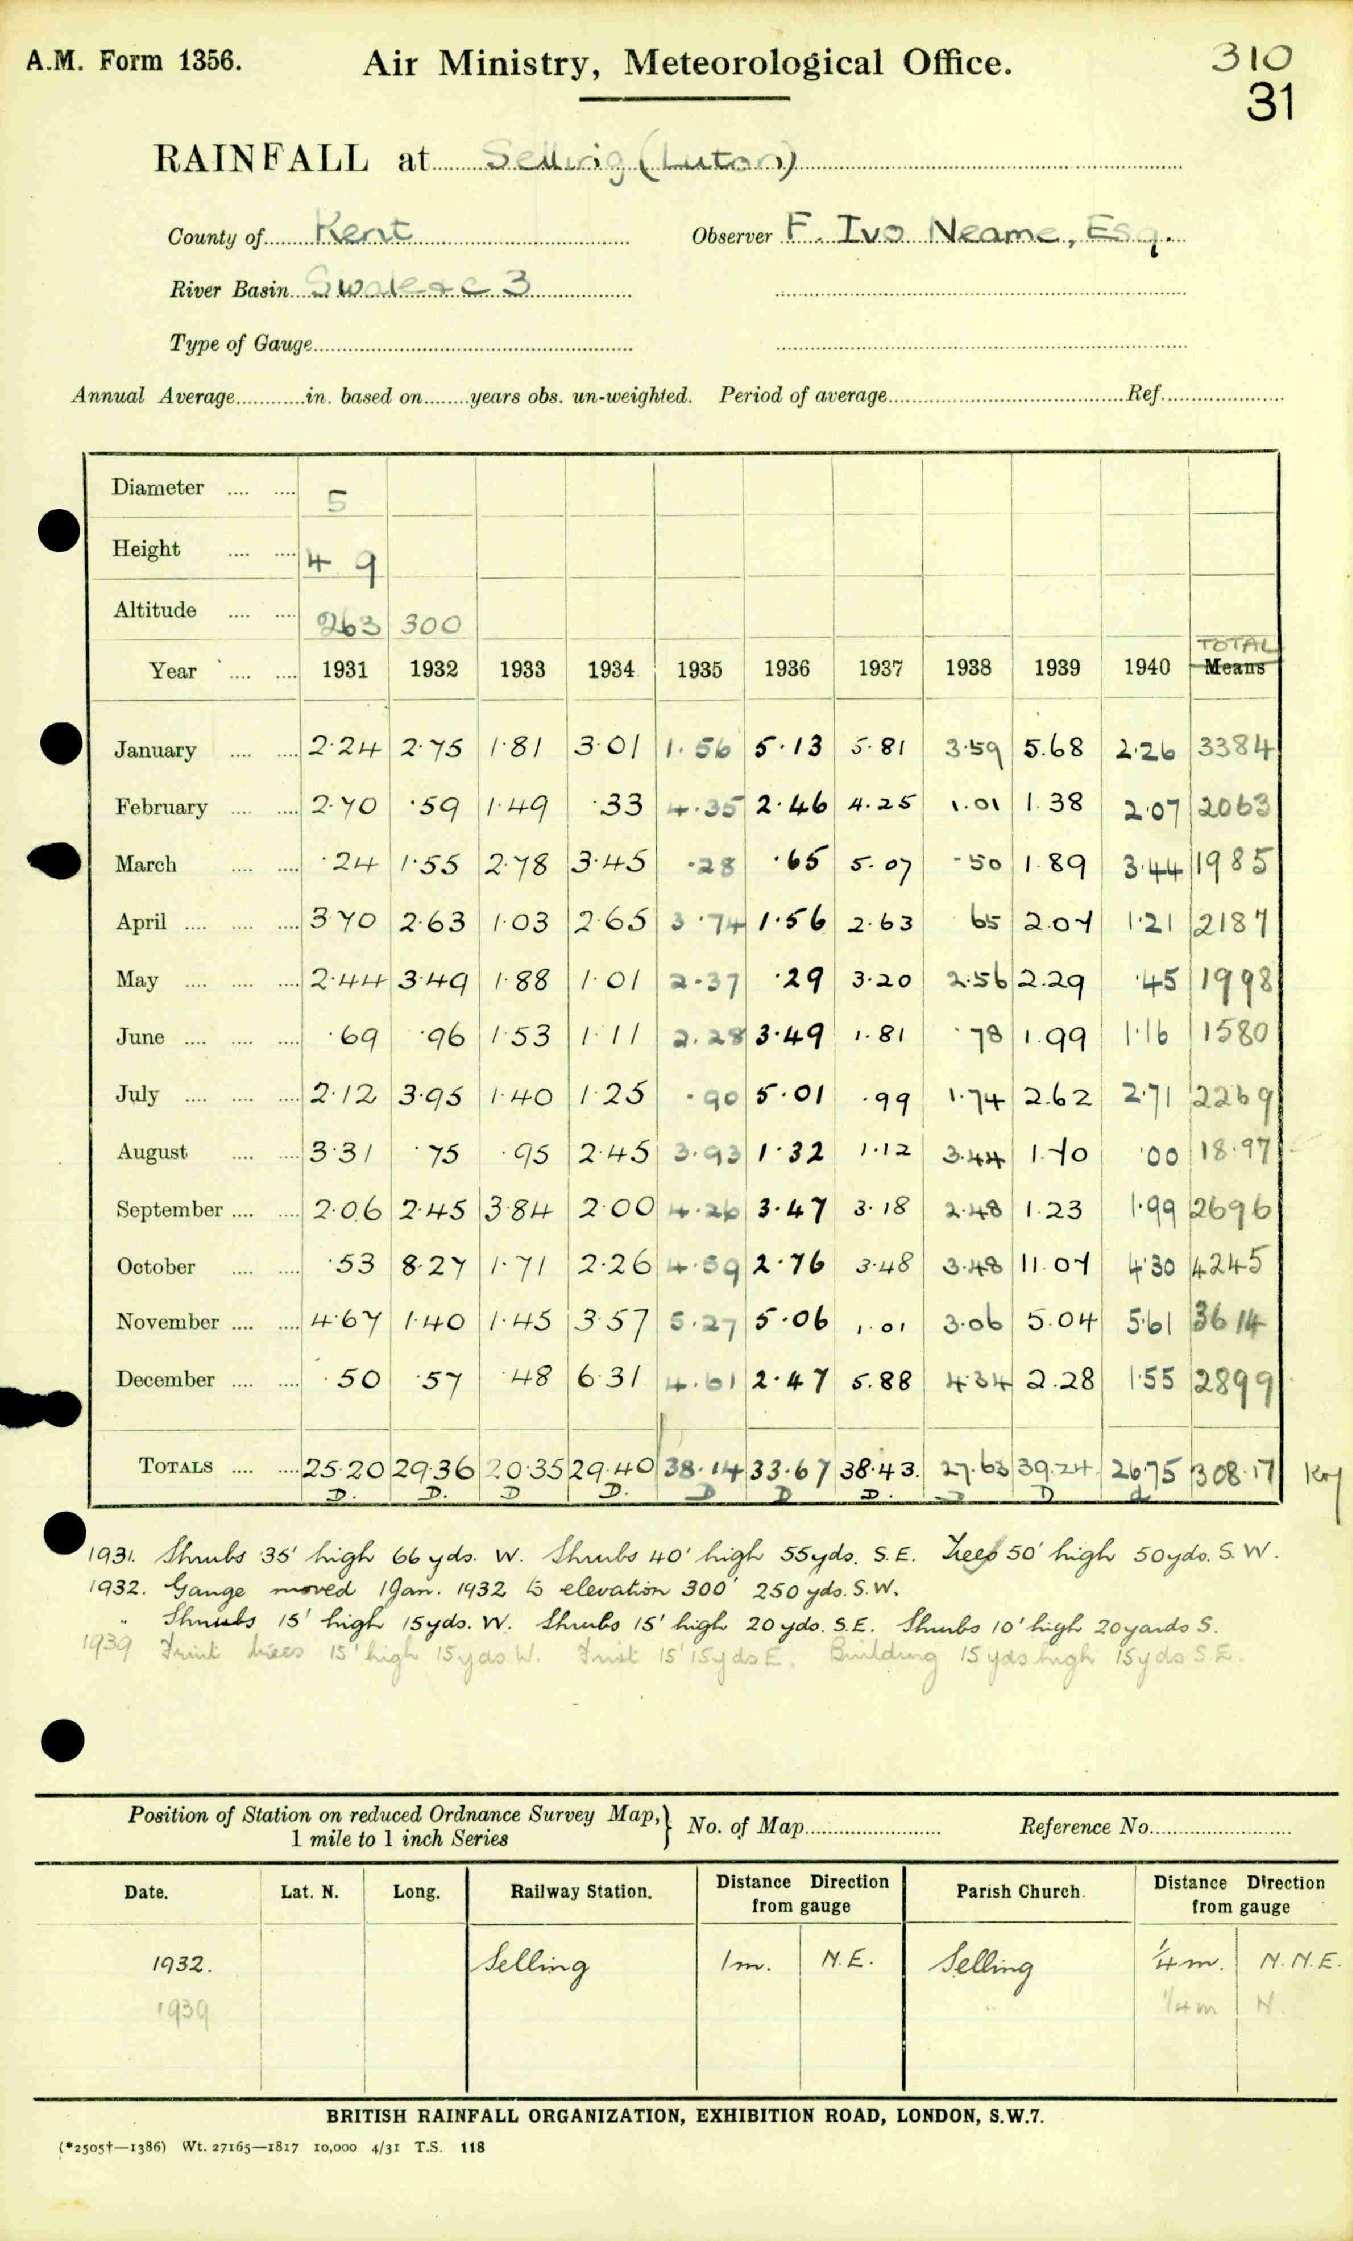 A.M. Form 1356.
Air Ministry, Meteorological Office.
310
31
RAINFALL at Selling (Luton)
County of Kent Observer F. Ivo Neame, Esq.
River Basin Swale &c 3
Type of Gauge
Annual Average in. based on years obs. un-weighted. Period of average Ref.
Diameter 5
Height 4 9
Altitude 263 300
TOTAL
Year 1931 1932 1933 1934 1935 1936 1937 1938 1939 1940 Means
January 2.24 2.75 1.81 3.01 1.56 5.13 5.81 3.59 5.68 2.26 3384
February 2.70 .59 1.49 .33 4.35 2.46 4.25 1.01 1.38 2.07 2063
March .24 1.55 2.78 3.45 .28 .65 5.07 .50 1.89 3.44 1985
April 3.70 2.63 1.03 2.65 3.74 1.56 2.63 65 2.07 1.21 2187
May 2.44 3.49 1.88 1.01 2.37 .29 3.20 2.56 2.29 .45 1998
June .69 .96 1.53 1.11 2.28 3.49 1.81 .78 1.99 1.16 1580
July 2.12 3.95 1.40 1.25 .90 5.01 .99 1.74 2.62 2.71 2269
August 3.31 .75 .95 2.45 3.93 1.32 1.12 3.44 1.70 .00 18.97
September 2.06 2.45 3.84 2.00 4.26 3.47 3.18 2.48 1.23 1.99 2696
October .53 8.27 1.71 2.26 4.59 2.76 3.48 3.48 11.07 4.30 4245
November 4.67 1.40 1.45 3.57 5.27 5.06 1.01 3.06 5.04 5.61 3614
December .50 .57 .48 6.31 4.61 2.47 5.88 4.34 2.28 1.55 2899
TOTALS 25.20 29.36 20.35 29.40 38.14 33.67 38.43. 27.63 39.24. 26.75 308.17
D. D. D D. D D D. D D d
1931. Shrubs 35' high 66 yds. W. Shrubs 40' high 55yds. S.E. Trees 50' high 50yds. S.W.
1932. Gauge moved 1 Jan. 1932 to elevation 300' 250 yds. S.W.
" Shrubs 15' high 15yds. W. Shrubs 15' high 20 yds. S.E. Shrubs 10' high 20 yards S.
1939 Fruit trees 15' high 15yds W. Fruit 15' 15yds E. Building 15 yds high 15yds S.E.
Position of Station on reduced Ordnance Survey Map,} No. of Map Reference No.
1 mile to 1 inch Series
Date. Lat. N. Long. Railway Station. Distance Direction from gauge Parish Church. Distance Direction from gauge
1932. Selling 1m. N.E. Selling ¼ m. N.N.E.
1939 " ¼ m N.
BRITISH RAINFALL ORGANIZATION, EXHIBITION ROAD, LONDON, S.W.7.
(*2505†—1386) Wt. 27165—1817 10,000 4/31 T.S. 118